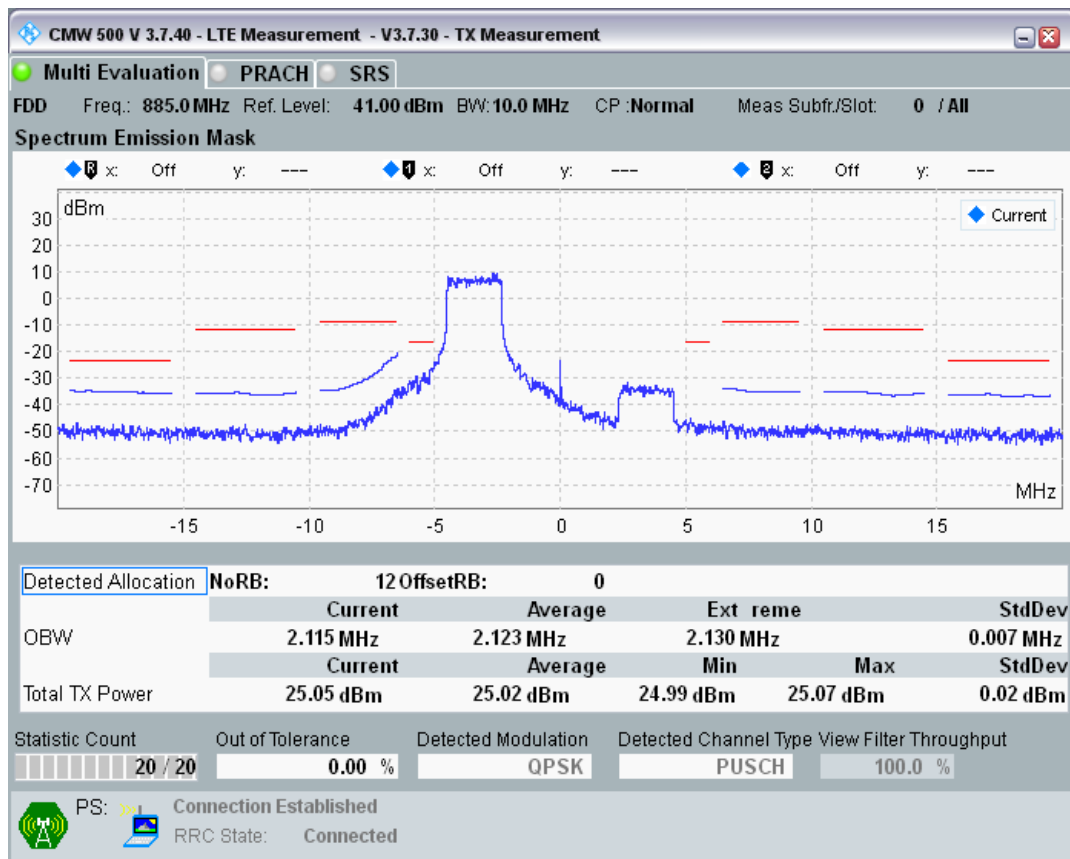 CMW 500 V 3.7.40 - LTE Measurement - V3.7.30 - TX Measurement
Multi Evaluation PRACH SRS
FDD Freq.: 885.0 MHz Ref. Level: 41.00 dBm BW: 10.0 MHz CP :Normal Meas Subfr./Slot: 0 / All
Spectrum Emission Mask
R x: Off y: --- 1 x: Off y: --- 2 x: Off y: ---
dBm
Current
30
20
10
0
-10
-20
-30
-40
-50
-60
-70
MHz
-15 -10 -5 0 5 10 15
Detected Allocation NoRB: 12 OffsetRB: 0
Current Average Ext reme StdDev
OBW 2.115 MHz 2.123 MHz 2.130 MHz 0.007 MHz
Current Average Min Max StdDev
Total TX Power 25.05 dBm 25.02 dBm 24.99 dBm 25.07 dBm 0.02 dBm
Statistic Count Out of Tolerance Detected Modulation Detected Channel Type View Filter Throughput
20 / 20 0.00 % QPSK PUSCH 100.0 %
PS: Connection Established
RRC State: Connected